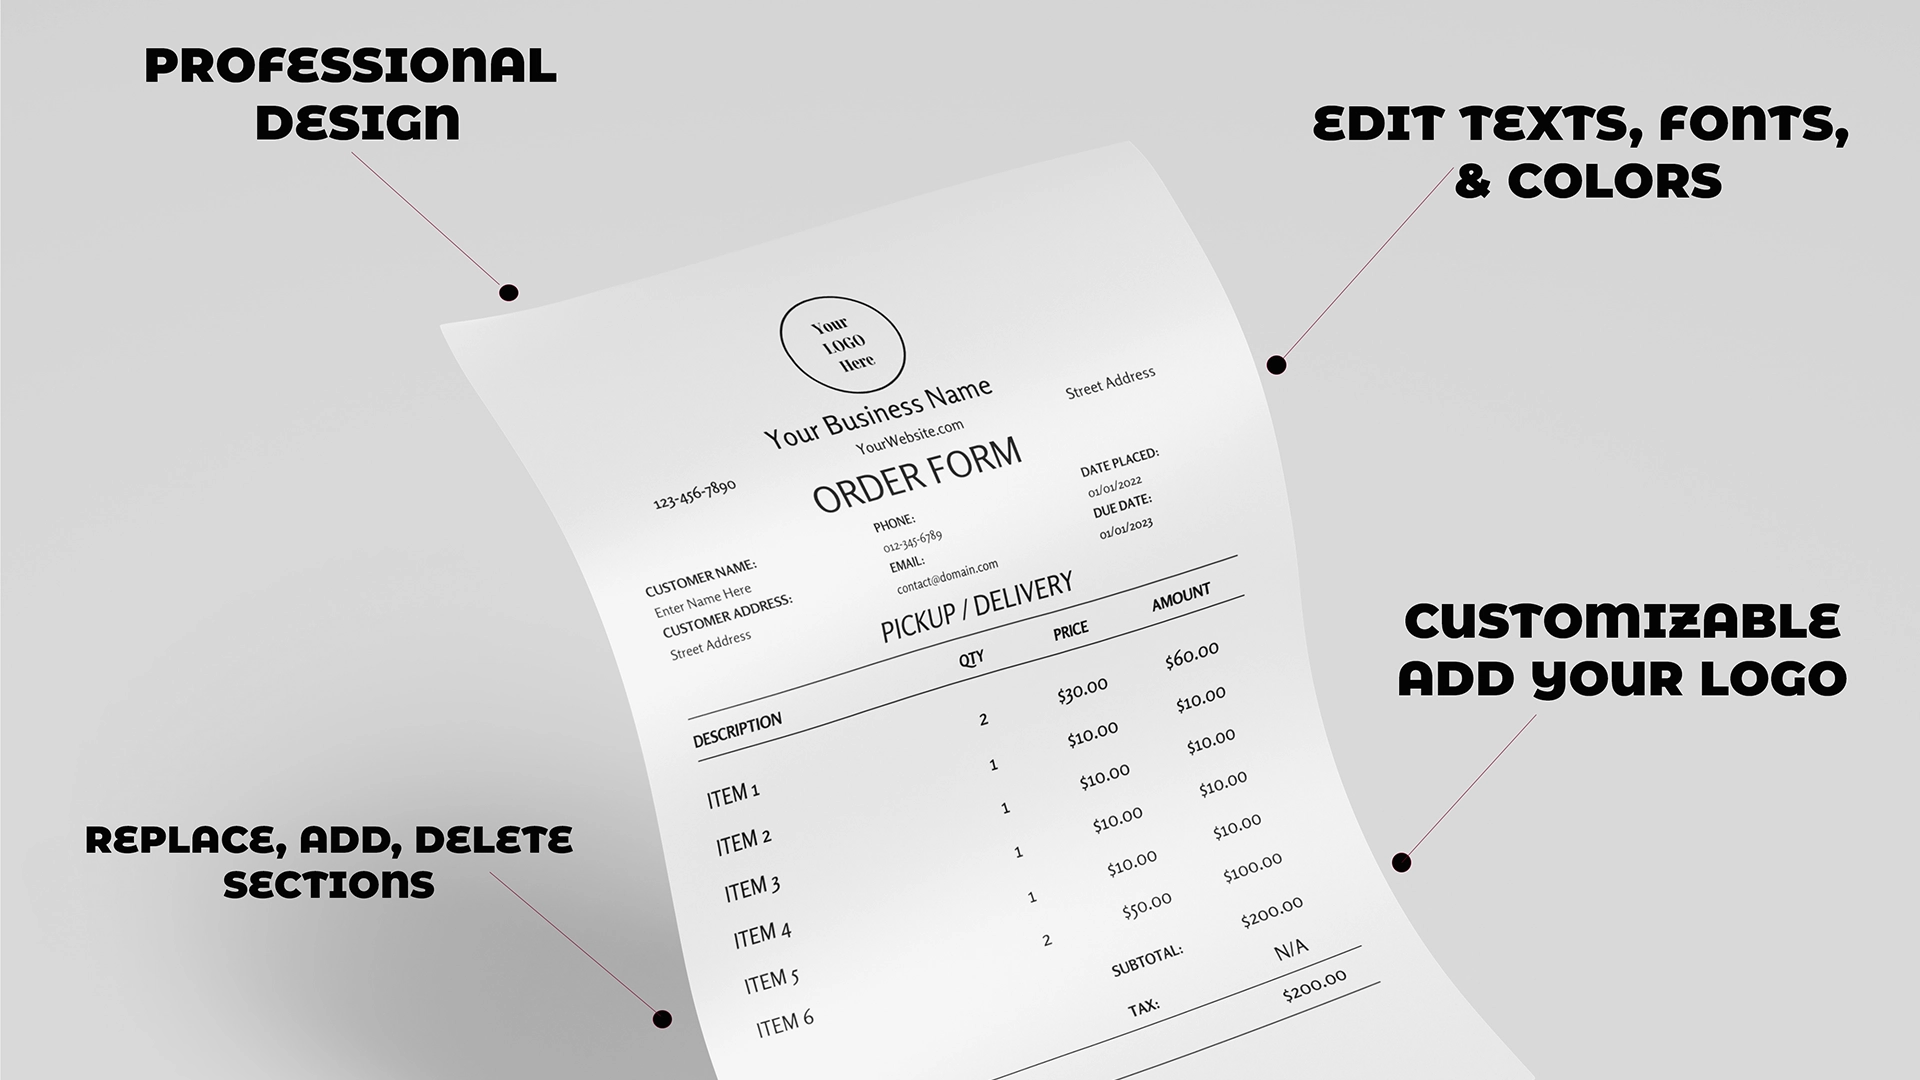 PROFESSIONAL
DESIGN
EDIT TEXTS, FONTS,
& COLORS
Your
LOGO
Here
Your Business Name
YourWebsite.com
Street Address
123-456-7890
ORDER FORM
CUSTOMER NAME:
Enter Name Here
CUSTOMER ADDRESS:
Street Address
PHONE:
012-345-6789
EMAIL:
contact@domain.com
DATE PLACED:
01/01/2022
DUE DATE:
01/01/2023
PICKUP / DELIVERY
DESCRIPTION QTY PRICE AMOUNT
ITEM 1 2 $30.00 $60.00
ITEM 2 1 $10.00 $10.00
ITEM 3 1 $10.00 $10.00
ITEM 4 1 $10.00 $10.00
ITEM 5 1 $10.00 $10.00
ITEM 6 2 $50.00 $100.00
SUBTOTAL: $200.00
TAX: N/A
$200.00
CUSTOMIZABLE
ADD YOUR LOGO
REPLACE, ADD, DELETE
SECTIONS